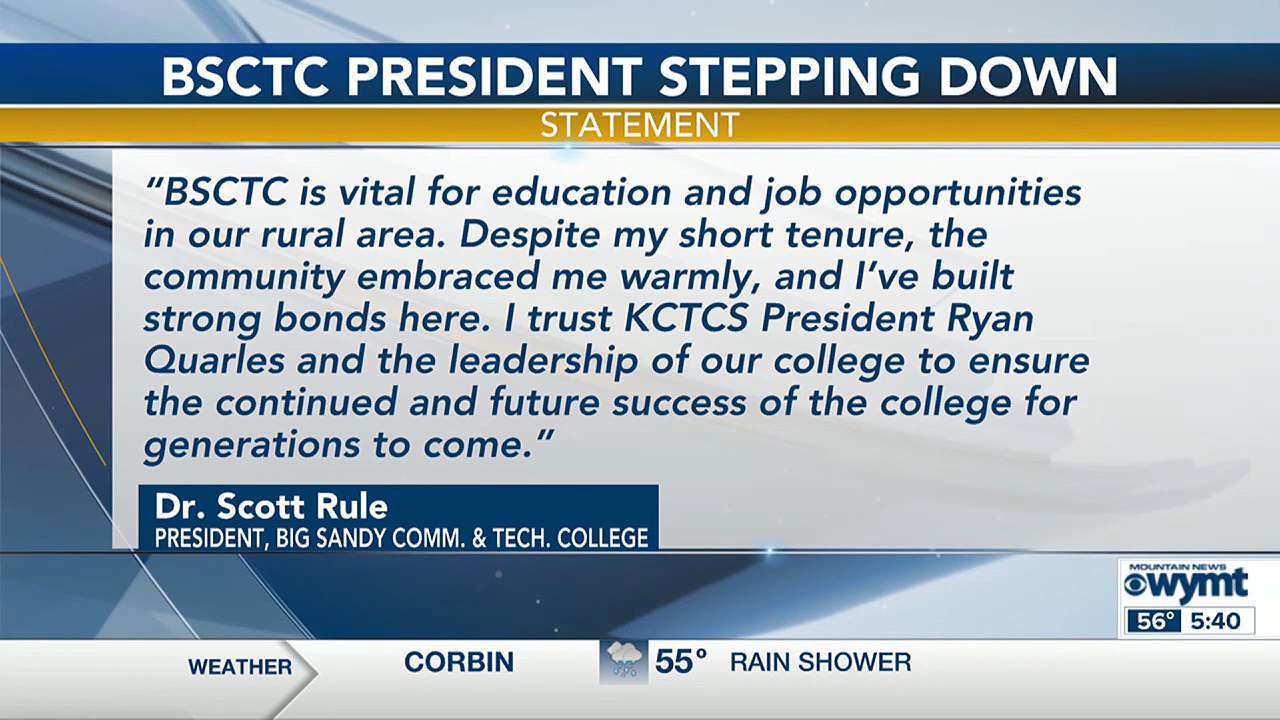 BSCTC PRESIDENT STEPPING DOWN
STATEMENT
“BSCTC is vital for education and job opportunities
in our rural area. Despite my short tenure, the
community embraced me warmly, and I’ve built
strong bonds here. I trust KCTCS President Ryan
Quarles and the leadership of our college to ensure
the continued and future success of the college for
generations to come.”
Dr. Scott Rule
PRESIDENT, BIG SANDY COMM. & TECH. COLLEGE
MOUNTAIN NEWS
wymt
56° 5:40
WEATHER CORBIN 55° RAIN SHOWER